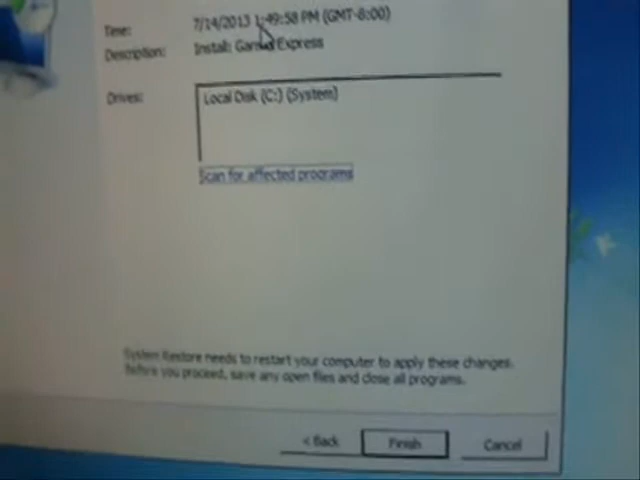 Time: 7/14/2013 1:49:58 PM (GMT-8:00)
Description: Install: Garmin Express
Drives: Local Disk (C:) (System)
Scan for affected programs
System Restore needs to restart your computer to apply these changes.
Before you proceed, save any open files and close all programs.
< Back Finish Cancel